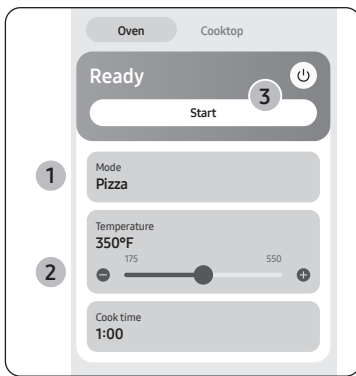 Oven Cooktop
Ready
3
Start
1
Mode
Pizza
Temperature
350°F
175 550
2
Cook time
1:00